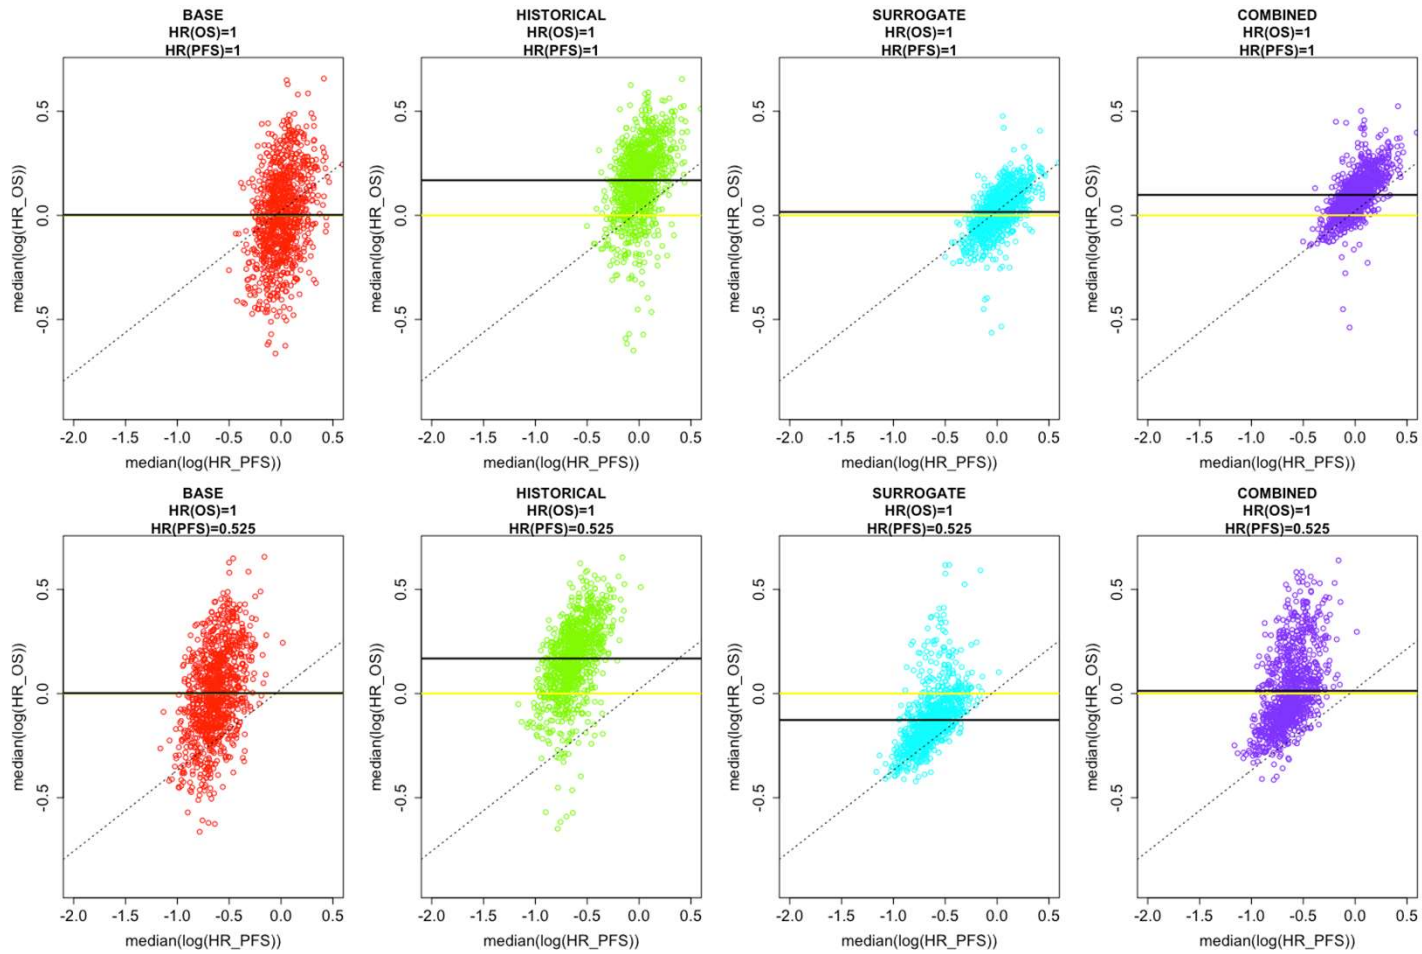 BASE
HR(OS)=1
HR(PFS)=1
median(log(HR_OS))
0.5
0.0
-0.5
-2.0 -1.5 -1.0 -0.5 0.0 0.5
median(log(HR_PFS))
HISTORICAL
HR(OS)=1
HR(PFS)=1
median(log(HR_OS))
0.5
0.0
-0.5
-2.0 -1.5 -1.0 -0.5 0.0 0.5
median(log(HR_PFS))
SURROGATE
HR(OS)=1
HR(PFS)=1
median(log(HR_OS))
0.5
0.0
-0.5
-2.0 -1.5 -1.0 -0.5 0.0 0.5
median(log(HR_PFS))
COMBINED
HR(OS)=1
HR(PFS)=1
median(log(HR_OS))
0.5
0.0
-0.5
-2.0 -1.5 -1.0 -0.5 0.0 0.5
median(log(HR_PFS))
BASE
HR(OS)=1
HR(PFS)=0.525
median(log(HR_OS))
0.5
0.0
-0.5
-2.0 -1.5 -1.0 -0.5 0.0 0.5
median(log(HR_PFS))
HISTORICAL
HR(OS)=1
HR(PFS)=0.525
median(log(HR_OS))
0.5
0.0
-0.5
-2.0 -1.5 -1.0 -0.5 0.0 0.5
median(log(HR_PFS))
SURROGATE
HR(OS)=1
HR(PFS)=0.525
median(log(HR_OS))
0.5
0.0
-0.5
-2.0 -1.5 -1.0 -0.5 0.0 0.5
median(log(HR_PFS))
COMBINED
HR(OS)=1
HR(PFS)=0.525
median(log(HR_OS))
0.5
0.0
-0.5
-2.0 -1.5 -1.0 -0.5 0.0 0.5
median(log(HR_PFS))